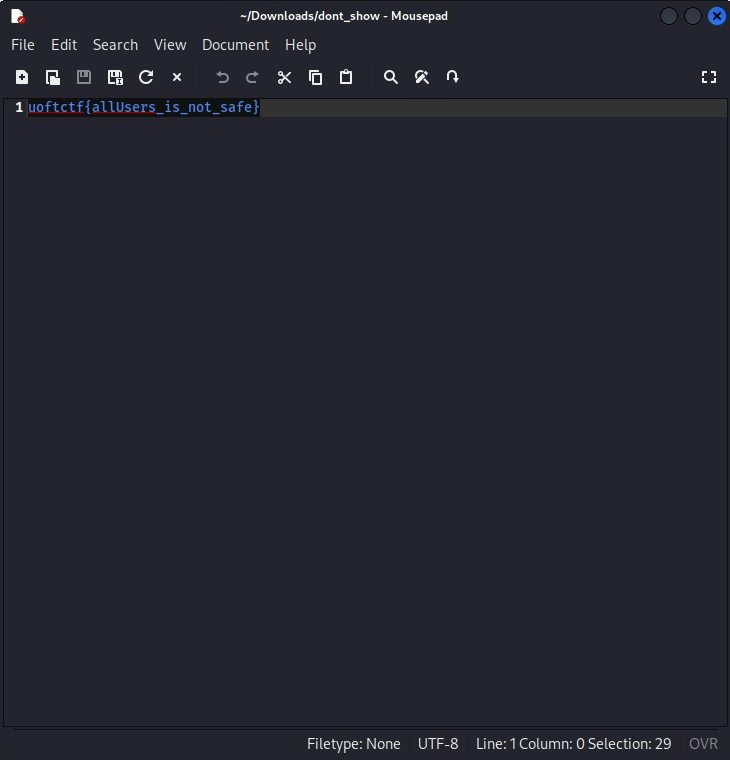 ~/Downloads/dont_show - Mousepad
File Edit Search View Document Help
1 uoftctf{allUsers_is_not_safe}
Filetype: None UTF-8 Line: 1 Column: 0 Selection: 29 OVR